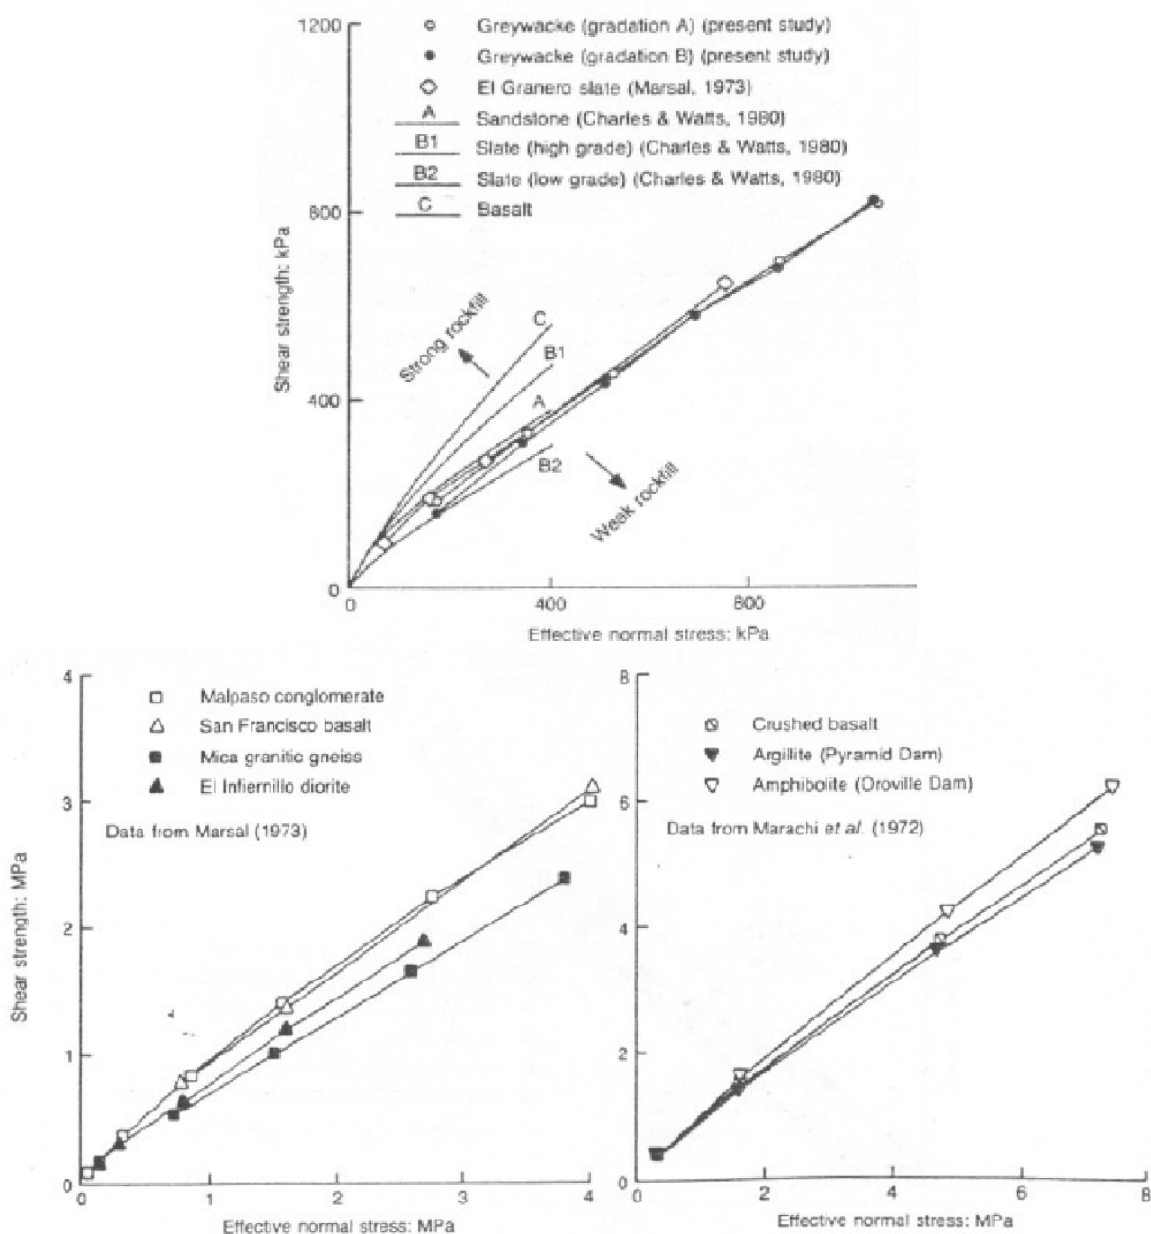 1200
Greywacke (gradation A) (present study)
Greywacke (gradation B) (present study)
El Granero slate (Marsal, 1973)
A Sandstone (Charles & Watts, 1980)
B1 Slate (high grade) (Charles & Watts, 1980)
B2 Slate (low grade) (Charles & Watts, 1980)
C Basalt
800
Shear strength: kPa
Strong rockfill
C
B1
400
A
B2
Weak rockfill
0
0 400 800
Effective normal stress: kPa
4
Malpaso conglomerate
San Francisco basalt
Mica granitic gneiss
El Infiernillo diorite
3
Data from Marsal (1973)
Shear strength: MPa
2
1
0
0 1 2 3 4
Effective normal stress: MPa
8
Crushed basalt
Argillite (Pyramid Dam)
Amphibolite (Oroville Dam)
6
Data from Marachi et al. (1972)
4
2
0
0 2 4 6 8
Effective normal stress: MPa